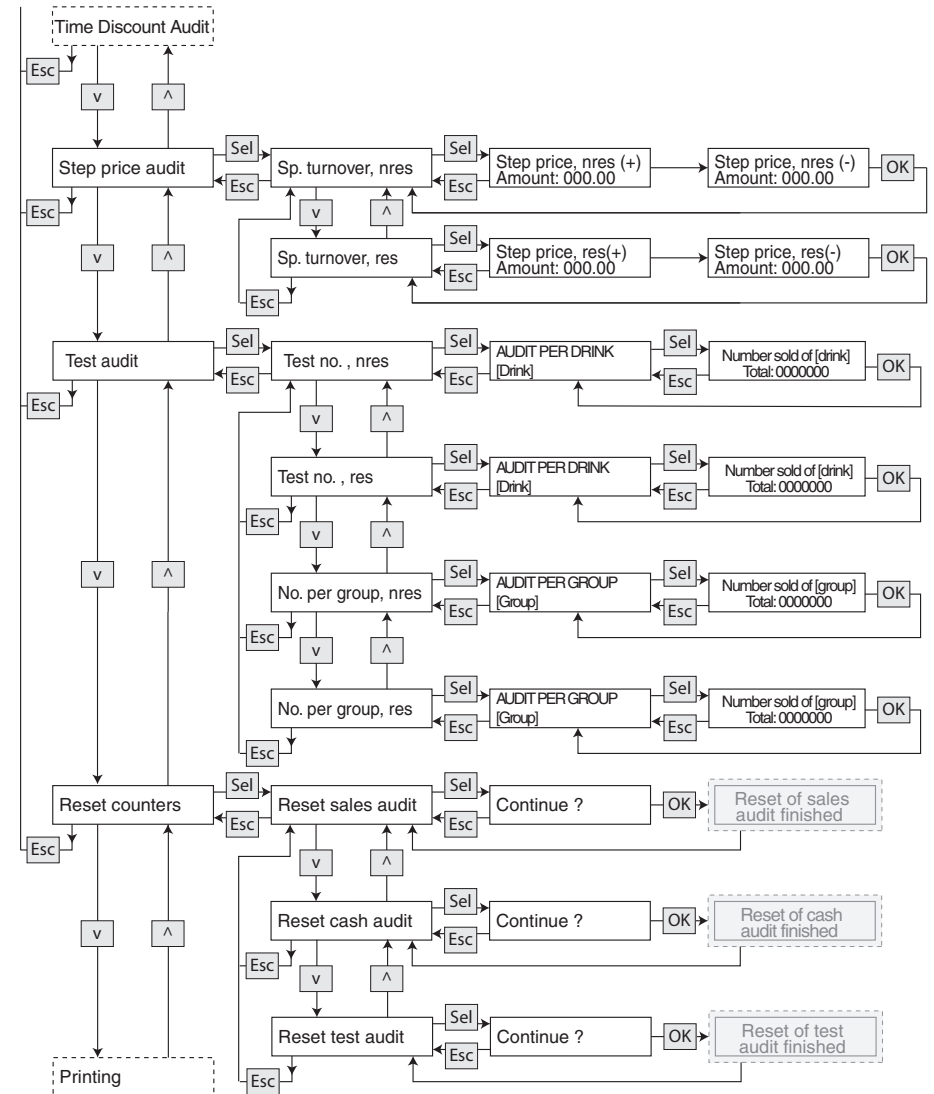 Time Discount Audit
Esc
v ^
Step price audit Sel Esc Sp. turnover, nres Sel Esc Step price, nres (+)
Amount: 000.00 Step price, nres (-)
Amount: 000.00 OK
Esc
v ^
v ^
Sp. turnover, res Sel Esc Step price, res(+)
Amount: 000.00 Step price, res(-)
Amount: 000.00 OK
Esc
Test audit Sel Esc Test no. , nres Sel Esc AUDIT PER DRINK
[Drink] Sel Esc Number sold of [drink]
Total: 0000000 OK
Esc
v ^
Test no. , res Sel Esc AUDIT PER DRINK
[Drink] Sel Esc Number sold of [drink]
Total: 0000000 OK
Esc
v ^
v ^
No. per group, nres Sel Esc AUDIT PER GROUP
[Group] Sel Esc Number sold of [group]
Total: 0000000 OK
Esc
v ^
No. per group, res Sel Esc AUDIT PER GROUP
[Group] Sel Esc Number sold of [group]
Total: 0000000 OK
Esc
Reset counters Sel Esc Reset sales audit Sel Esc Continue ? OK Reset of sales
audit finished
Esc
v ^
v ^
Reset cash audit Sel Esc Continue ? OK Reset of cash
audit finished
Esc
v ^
Reset test audit Sel Esc Continue ? OK Reset of test
audit finished
Esc
Printing